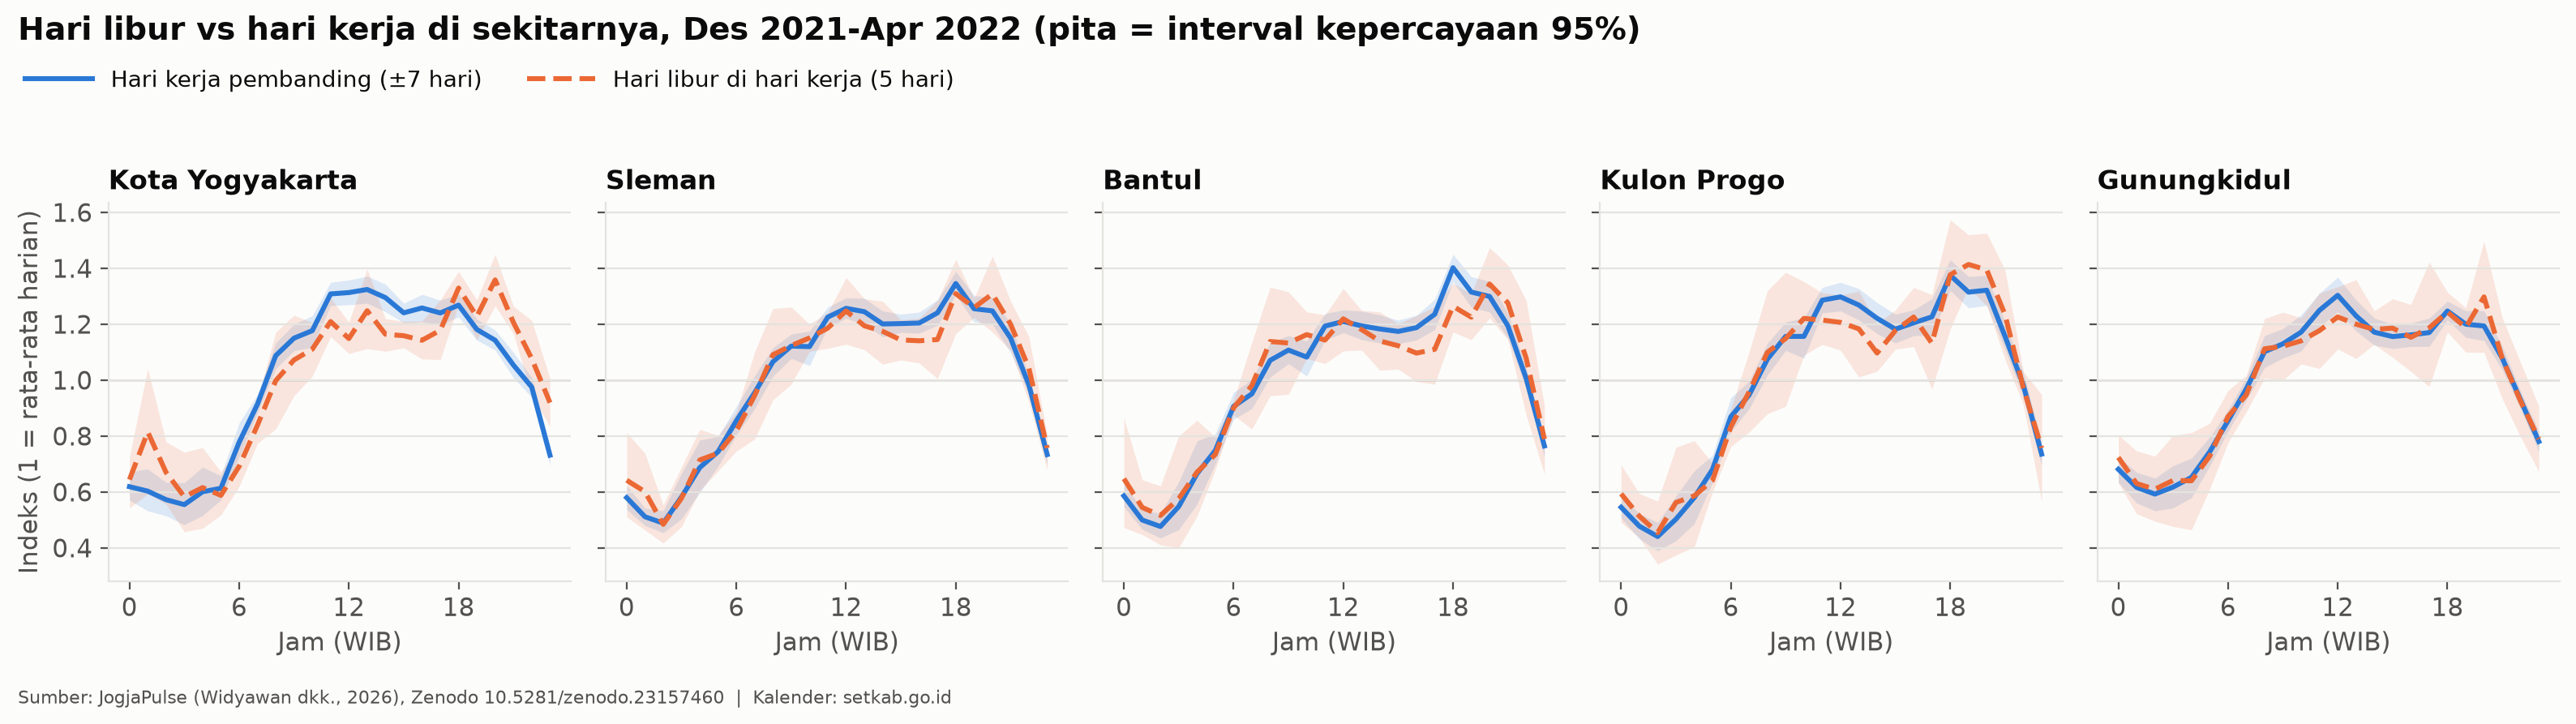 Hari libur vs hari kerja di sekitarnya, Des 2021-Apr 2022 (pita = interval kepercayaan 95%)
Hari kerja pembanding (±7 hari)
Hari libur di hari kerja (5 hari)
Kota Yogyakarta
Sleman
Bantul
Kulon Progo
Gunungkidul
Indeks (1 = rata-rata harian)
1.6
1.4
1.2
1.0
0.8
0.6
0.4
0 6 12 18
0 6 12 18
0 6 12 18
0 6 12 18
0 6 12 18
Jam (WIB)
Jam (WIB)
Jam (WIB)
Jam (WIB)
Jam (WIB)
Sumber: JogjaPulse (Widyawan dkk., 2026), Zenodo 10.5281/zenodo.23157460 | Kalender: setkab.go.id